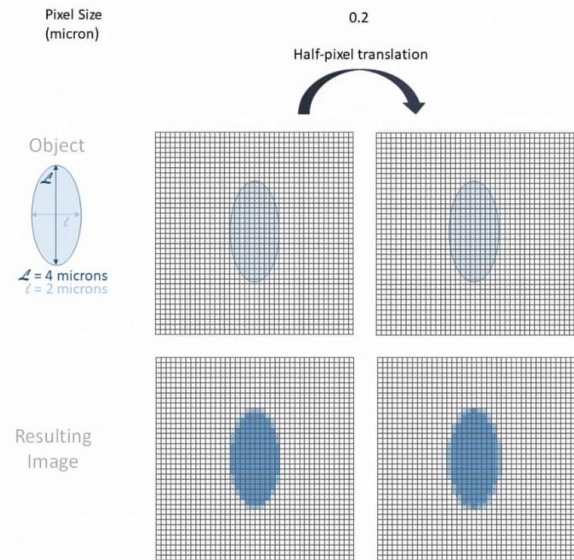 Pixel Size
(micron)
0.2
Half-pixel translation
Object
ℒ
ℓ
ℒ = 4 microns
ℓ = 2 microns
Resulting
Image